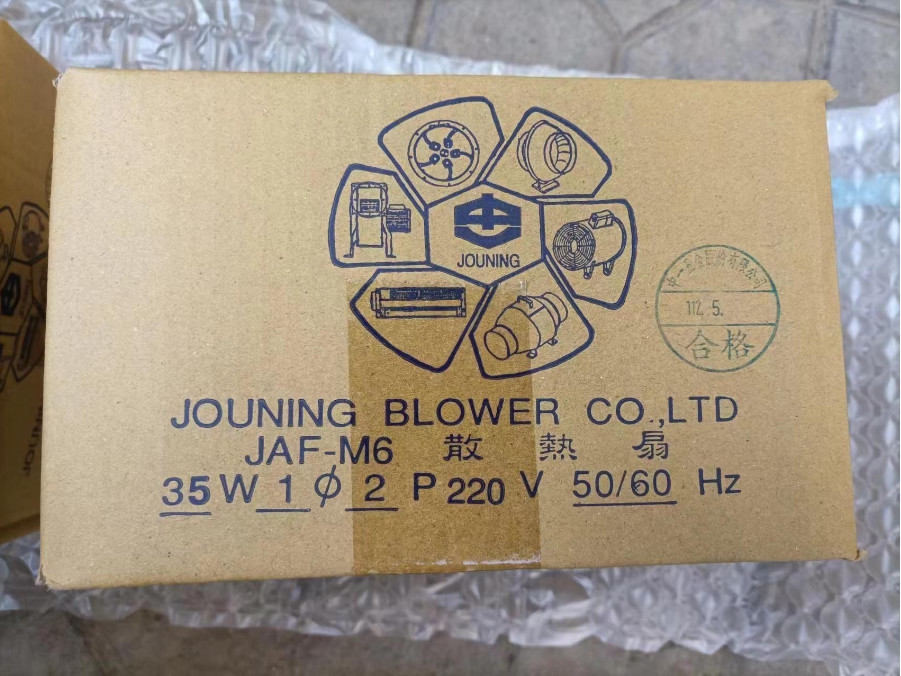 JOUNING
112. 5.
合格
JOUNING BLOWER CO.,LTD
JAF-M6 散熱扇
35 W 1 ϕ 2 P 220 V 50/60 Hz
JOUNING